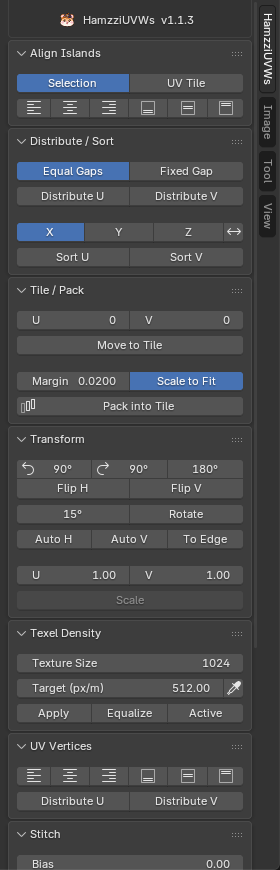 HamzziUVWs v1.1.3
HamzziUVWs
Image
Tool
View
Align Islands
Selection UV Tile
Distribute / Sort
Equal Gaps Fixed Gap
Distribute U Distribute V
X Y Z
Sort U Sort V
Tile / Pack
U 0 V 0
Move to Tile
Margin 0.0200 Scale to Fit
Pack into Tile
Transform
90° 90° 180°
Flip H Flip V
15° Rotate
Auto H Auto V To Edge
U 1.00 V 1.00
Scale
Texel Density
Texture Size 1024
Target (px/m) 512.00
Apply Equalize Active
UV Vertices
Distribute U Distribute V
Stitch
Bias 0.00